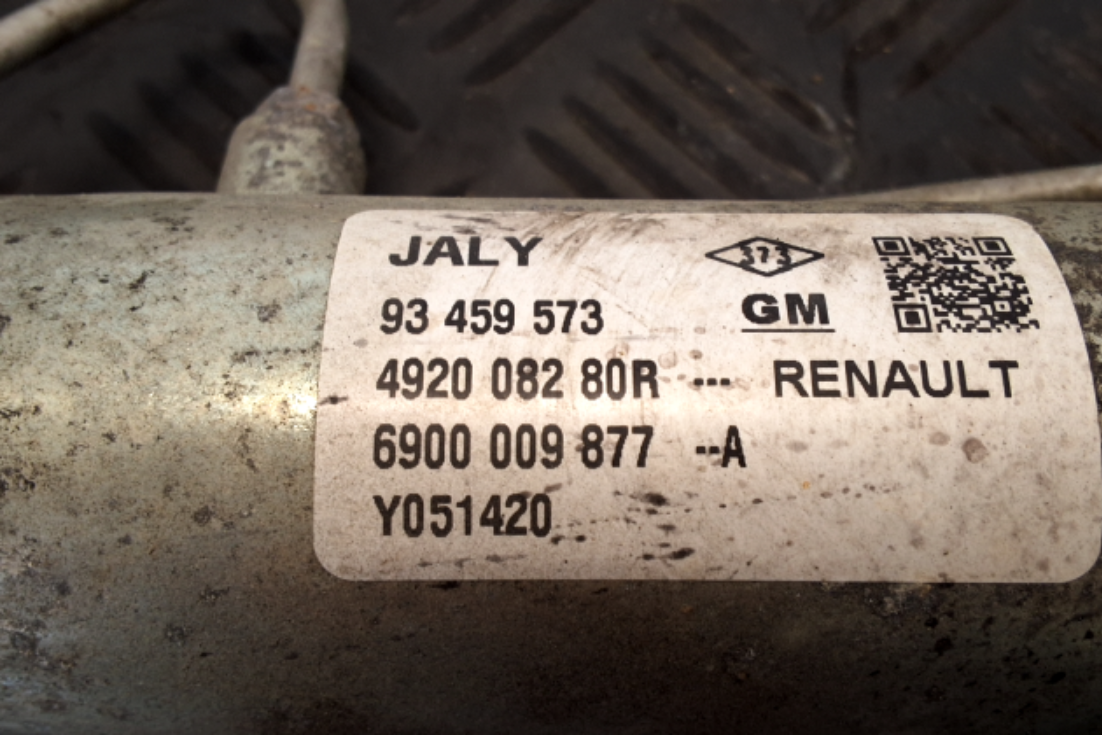 JALY
373
93 459 573
GM
4920 082 80R --- RENAULT
6900 009 877 --A
Y051420